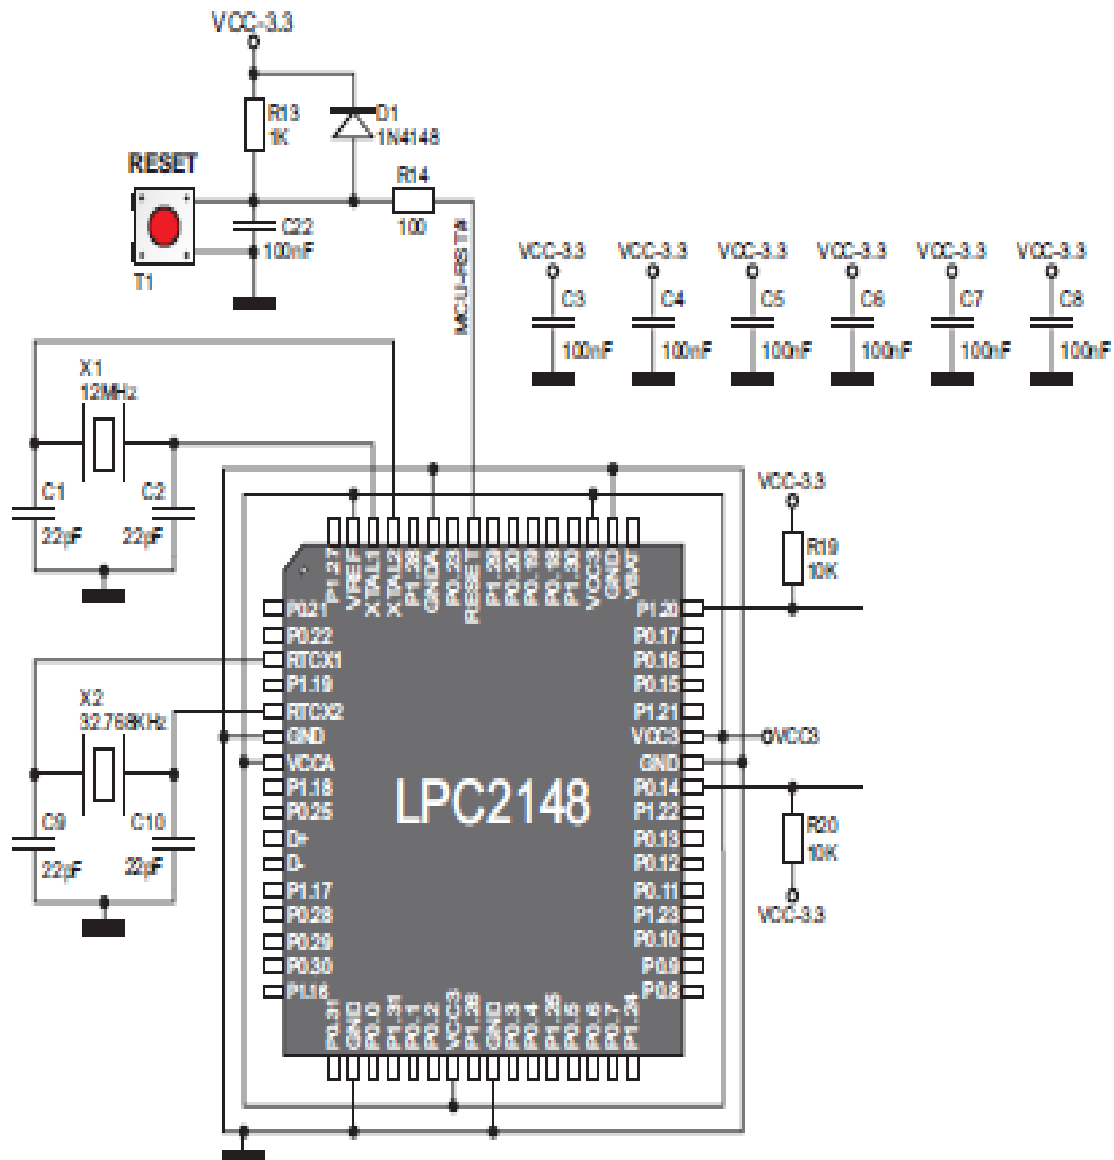 VCC-3.3
R13
1K
D1
1N4148
RESET
R14
100
C22
100nF
T1
MCU-RST#
VCC-3.3 VCC-3.3 VCC-3.3 VCC-3.3 VCC-3.3 VCC-3.3
C3 C4 C5 C6 C7 C8
100nF 100nF 100nF 100nF 100nF 100nF
X1
12MHz
C1 C2
22pF 22pF
VCC-3.3
R19
10K
P1.27
VREF
XTAL1
XTAL2
P1.28
GNDA
P0.23
RESET
P1.29
P0.20
P0.19
P0.18
P1.30
VCC3
GND
VBAT
P0.21
P0.22
RTCX1
P1.19
RTCX2
GND
VCCA
P1.18
P0.25
D+
D-
P1.17
P0.28
P0.29
P0.30
P1.16
X2
32.768KHz
C9 C10
22pF 22pF
LPC2148
P1.20
P0.17
P0.16
P0.15
P1.21
VCC3
GND
P0.14
P1.22
P0.13
P0.12
P0.11
P1.23
P0.10
P0.9
P0.8
VCC3
R20
10K
VCC-3.3
P0.31
GND
P0.0
P1.31
P0.1
P0.2
VCC3
P1.26
GND
P0.3
P0.4
P1.25
P0.5
P0.6
P0.7
P1.24